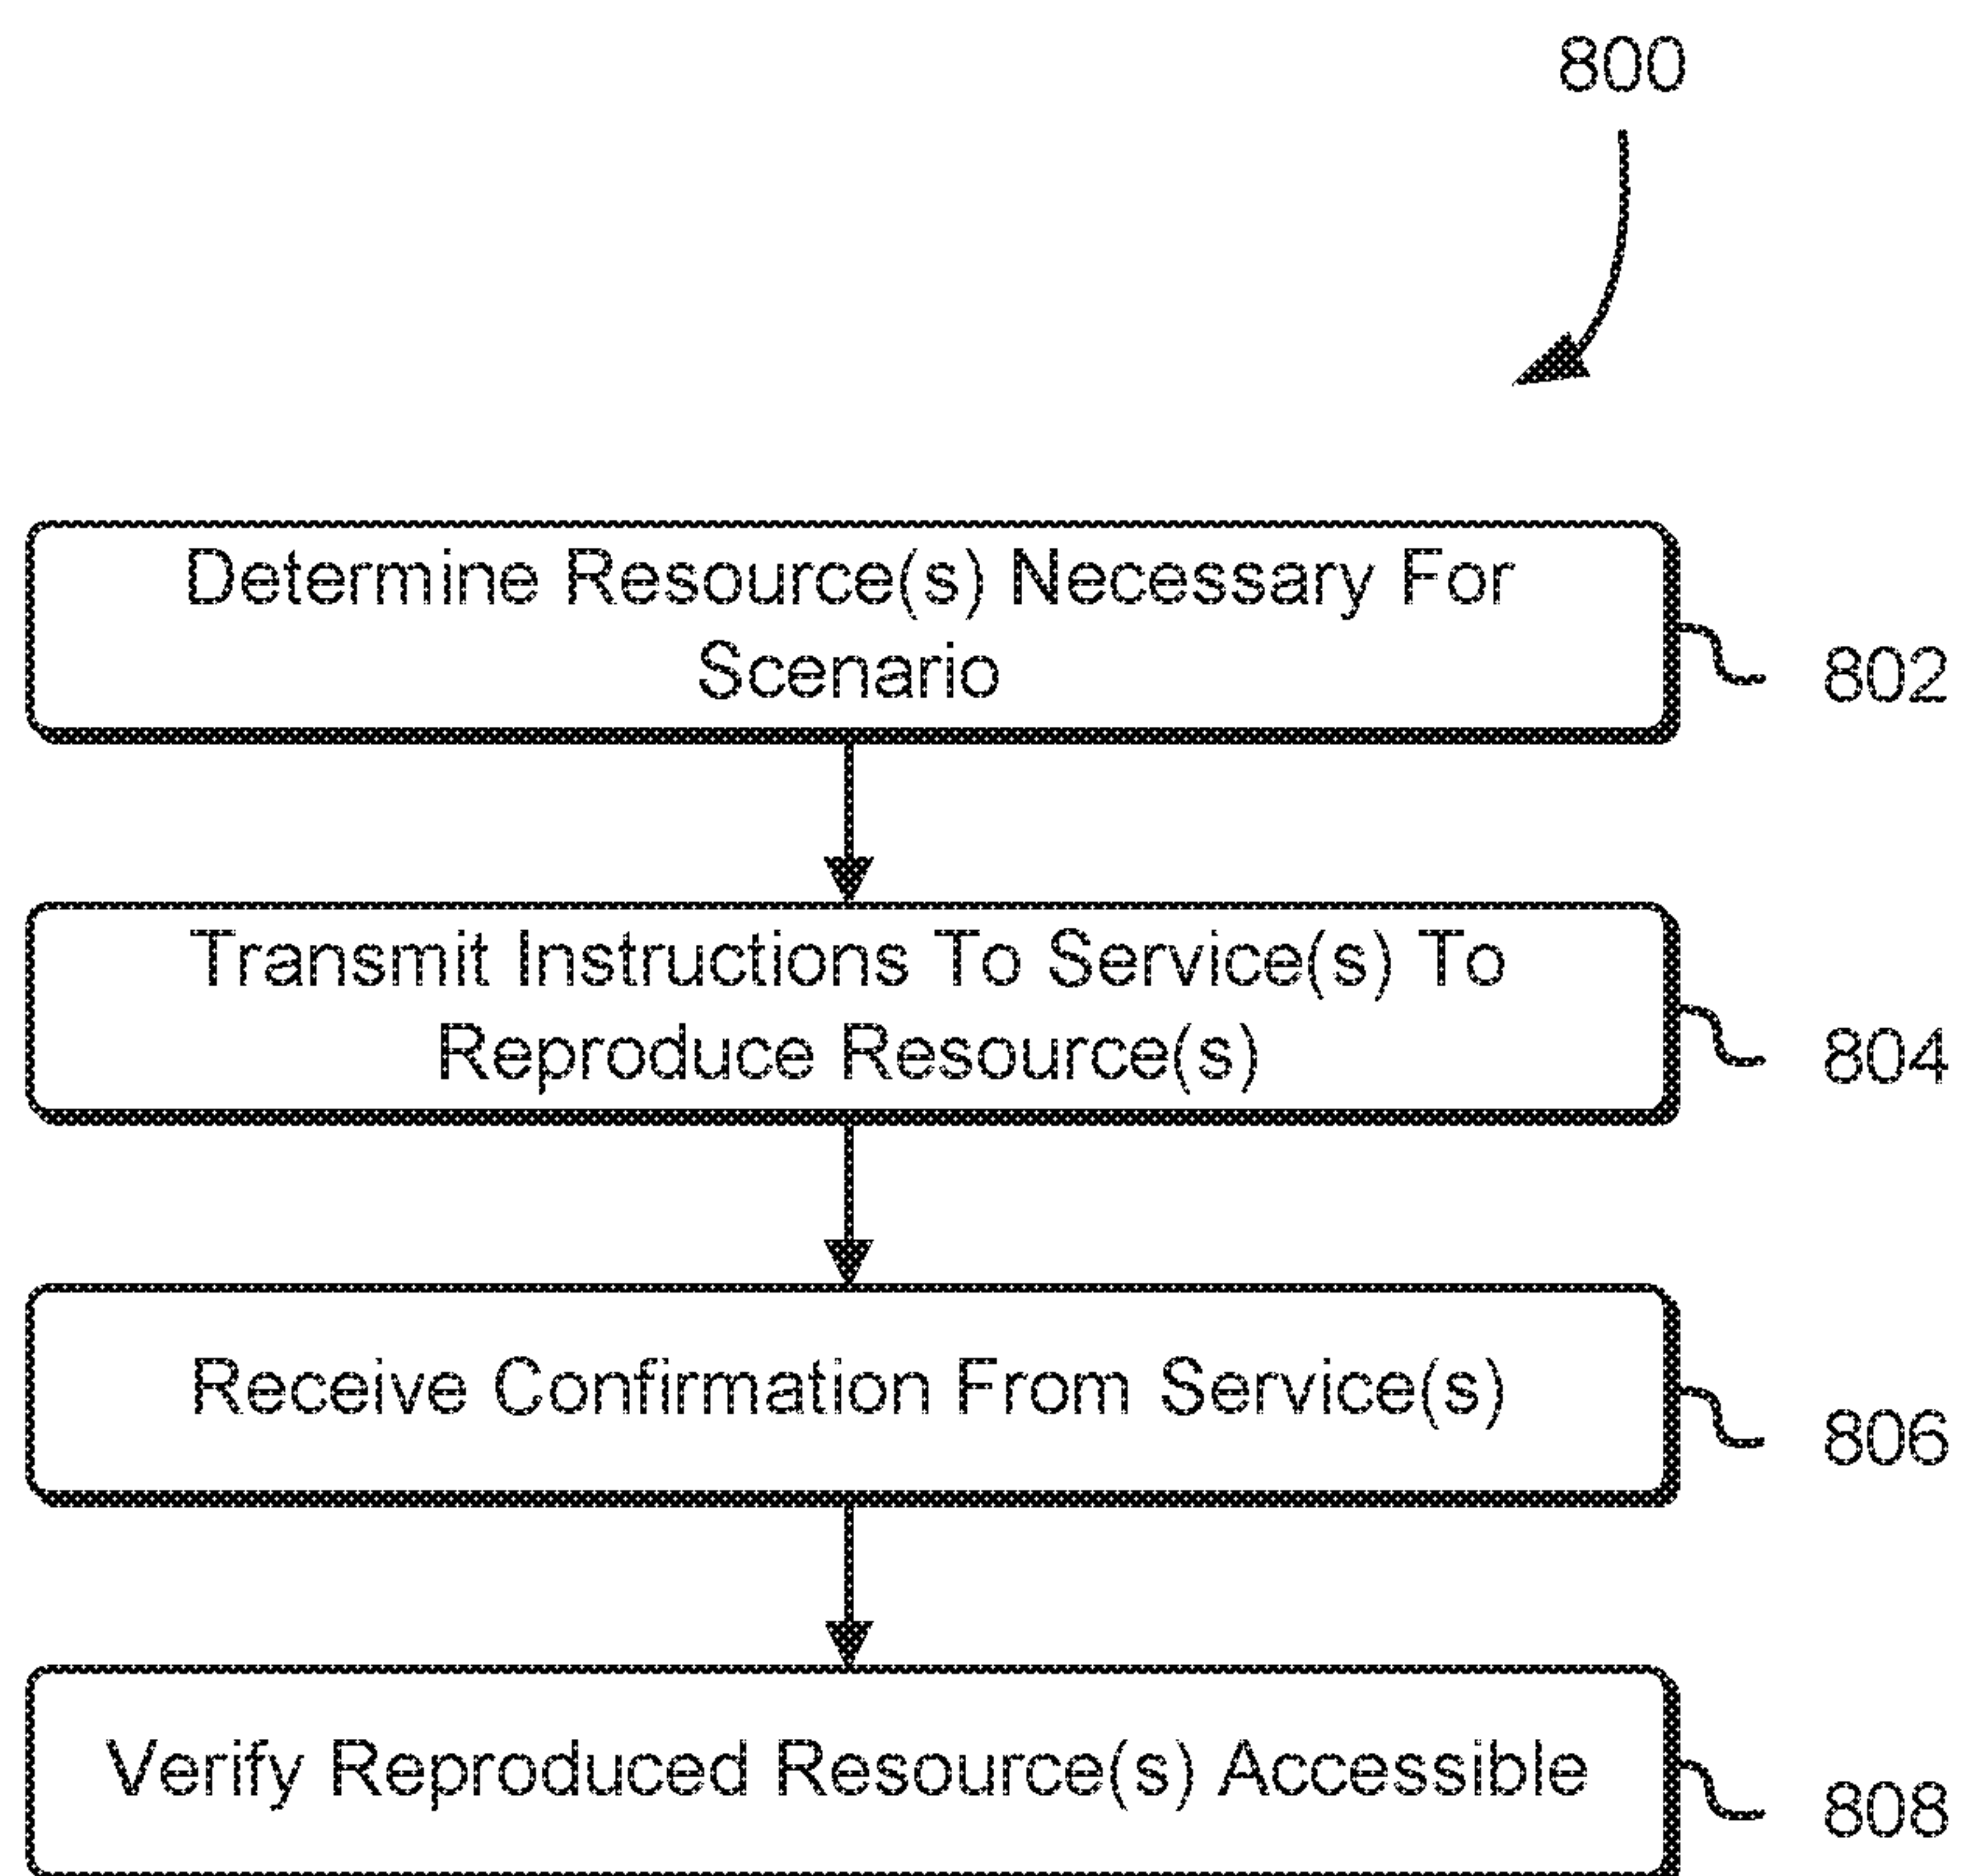 800
Determine Resource(s) Necessary For
Scenario
802
Transmit Instructions To Service(s) To
Reproduce Resource(s)
804
Receive Confirmation From Service(s)
806
Verify Reproduced Resource(s) Accessible
808